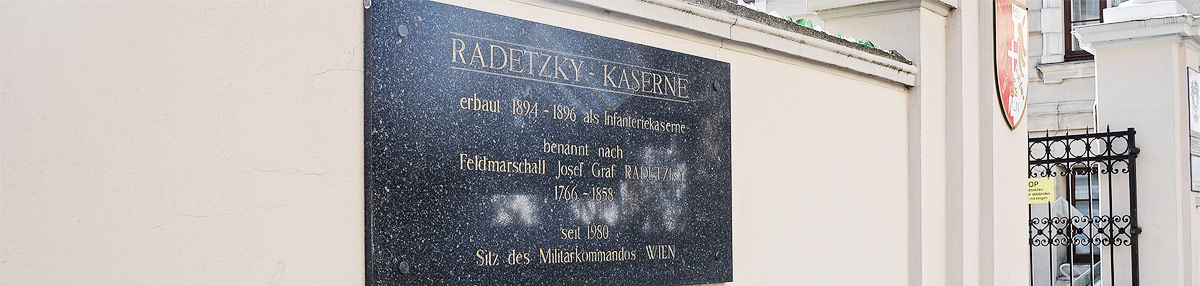 RADETZKY - KASERNE
erbaut 1894 - 1896 als Infanteriekaserne
benannt nach
Feldmarschall Josef Graf RADETZKY
1766 - 1858
seit 1980
Sitz des Militärkommandos WIEN